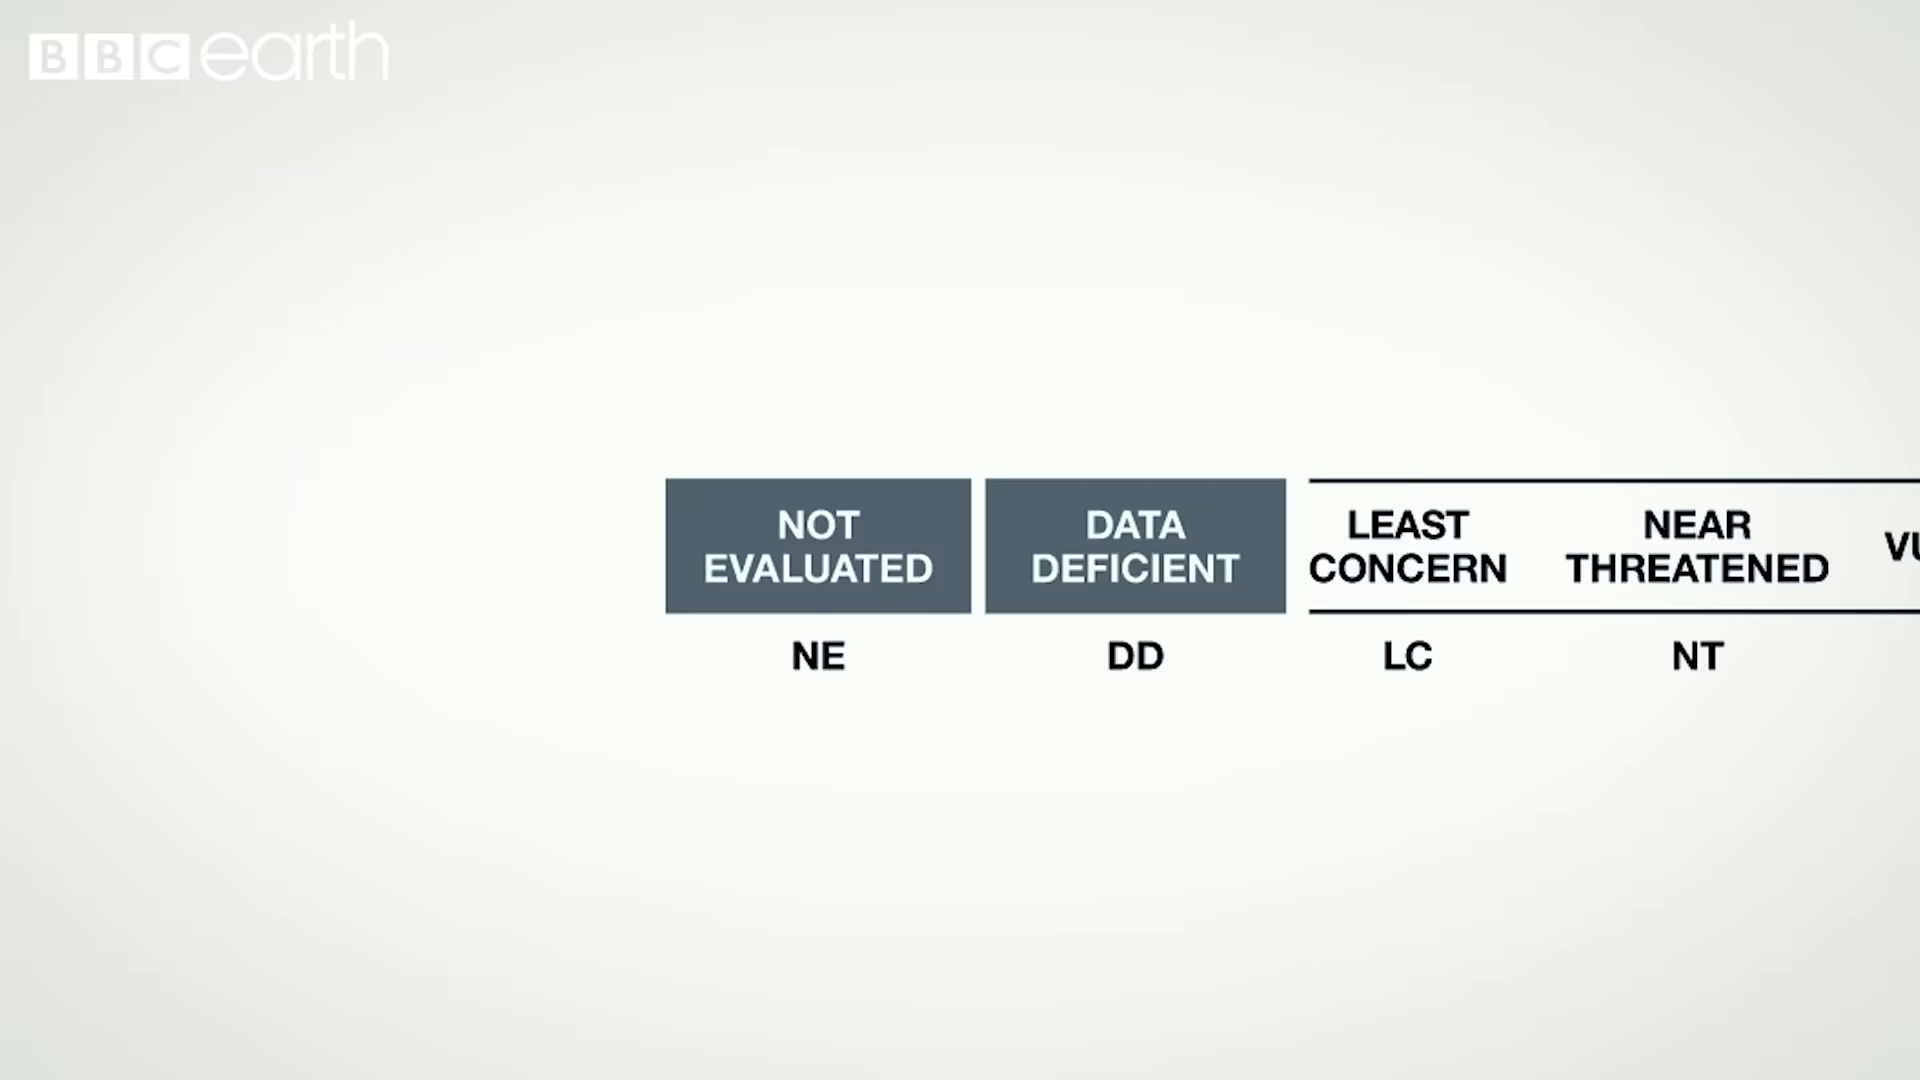 BBC earth
NOT
EVALUATED
DATA
DEFICIENT
LEAST
CONCERN
NEAR
THREATENED
NE
DD
LC
NT